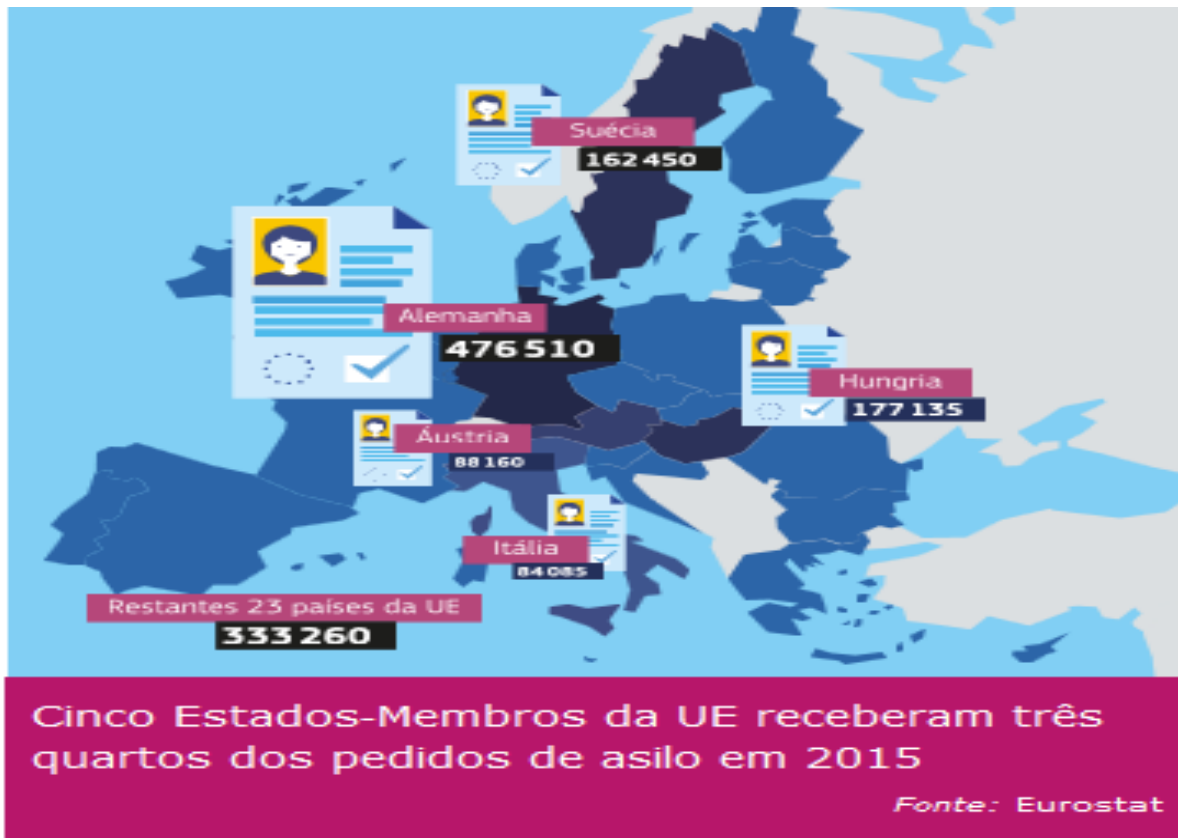 Suécia
162 450
Alemanha
476 510
Hungria
177 135
Áustria
88 160
Itália
84 085
Restantes 23 países da UE
333 260
Cinco Estados-Membros da UE receberam três
quartos dos pedidos de asilo em 2015
Fonte: Eurostat